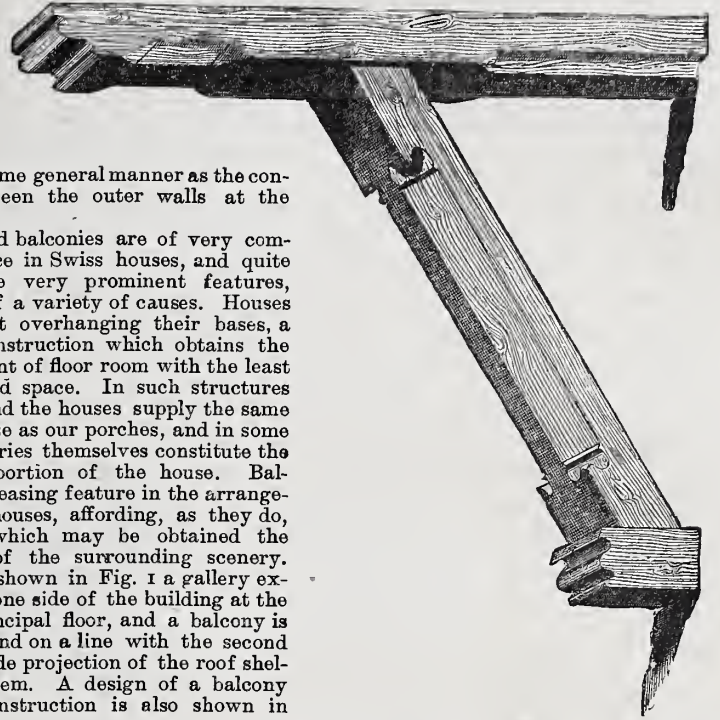 me general manner as the con-
een the outer walls at the
d balconies are of very com-
ce in Swiss houses, and quite
e very prominent features,
f a variety of causes. Houses
t overhanging their bases, a
nstruction which obtains the
nt of floor room with the least
d space. In such structures
nd the houses supply the same
e as our porches, and in some
ries themselves constitute the
portion of the house. Bal-
easing feature in the arrange-
ouses, affording, as they do,
which may be obtained the
of the surrounding scenery.
shown in Fig. 1 a gallery ex-
one side of the building at the
ncipal floor, and a balcony is
nd on a line with the second
de projection of the roof shel-
em. A design of a balcony
nstruction is also shown in